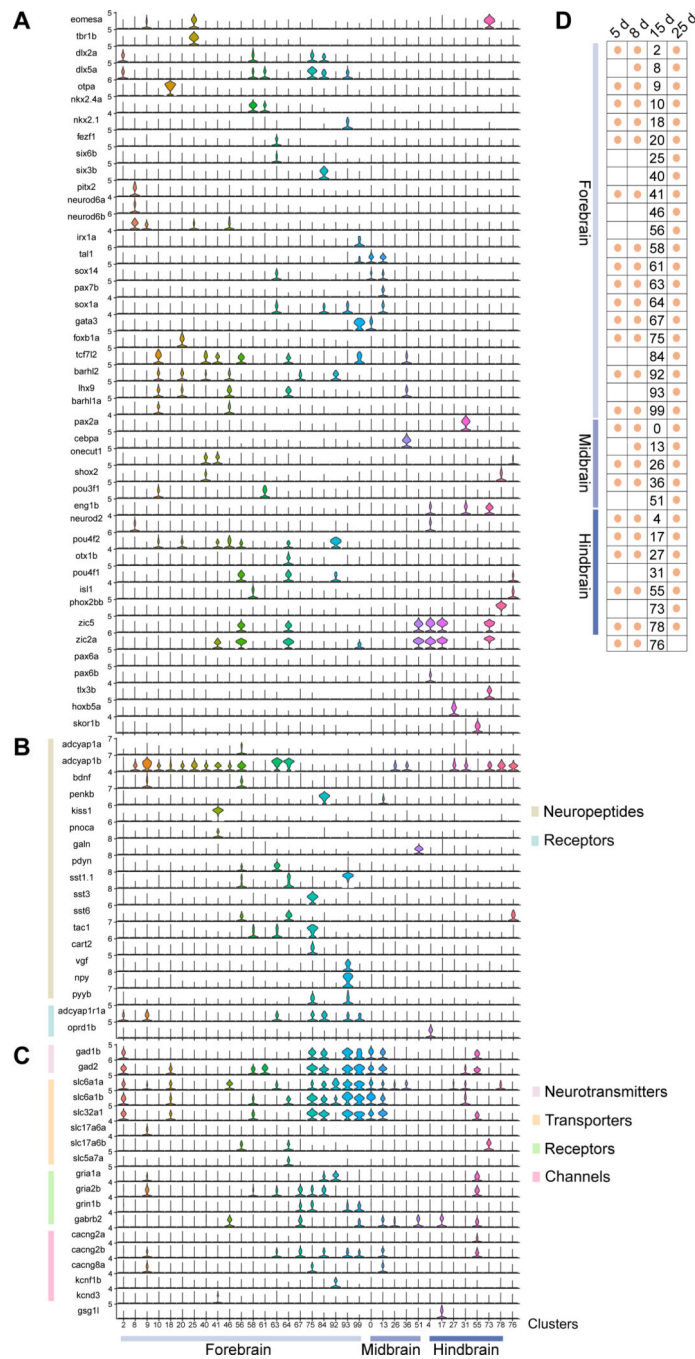 A
eomesa
tbr1b
dlx2a
dlx5a
otpa
nkx2.4a
nkx2.1
fezf1
six6b
six3b
pitx2
neurod6a
neurod6b
irx1a
tal1
sox14
pax7b
sox1a
gata3
foxb1a
tcf7l2
barhl2
lhx9
barhl1a
pax2a
cebpa
onecut1
shox2
pou3f1
eng1b
neurod2
pou4f2
otx1b
pou4f1
isl1
phox2bb
zic5
zic2a
pax6a
pax6b
tlx3b
hoxb5a
skor1b
B
adcyap1a
adcyap1b
bdnf
penkb
kiss1
pnoca
galn
pdyn
sst1.1
sst3
sst6
tac1
cart2
vgf
npy
pyyb
adcyap1r1a
oprd1b
Neuropeptides
Receptors
C
gad1b
gad2
slc6a1a
slc6a1b
slc32a1
slc17a6a
slc17a6b
slc5a7a
gria1a
gria2b
grin1b
gabrb2
cacng2a
cacng2b
cacng8a
kcnf1b
kcnd3
gsg1l
Neurotransmitters
Transporters
Receptors
Channels
2 8 9 10 18 20 25 40 41 46 56 58 61 63 64 67 75 84 92 93 99 0 13 26 36 51 4 17 27 31 55 73 78 76
Clusters
Forebrain Midbrain Hindbrain
D
5 d 8 d 15 d 25 d
Forebrain
2
8
9
10
18
20
25
40
41
46
56
58
61
63
64
67
75
84
92
93
99
Midbrain
0
13
26
36
51
Hindbrain
4
17
27
31
55
73
78
76